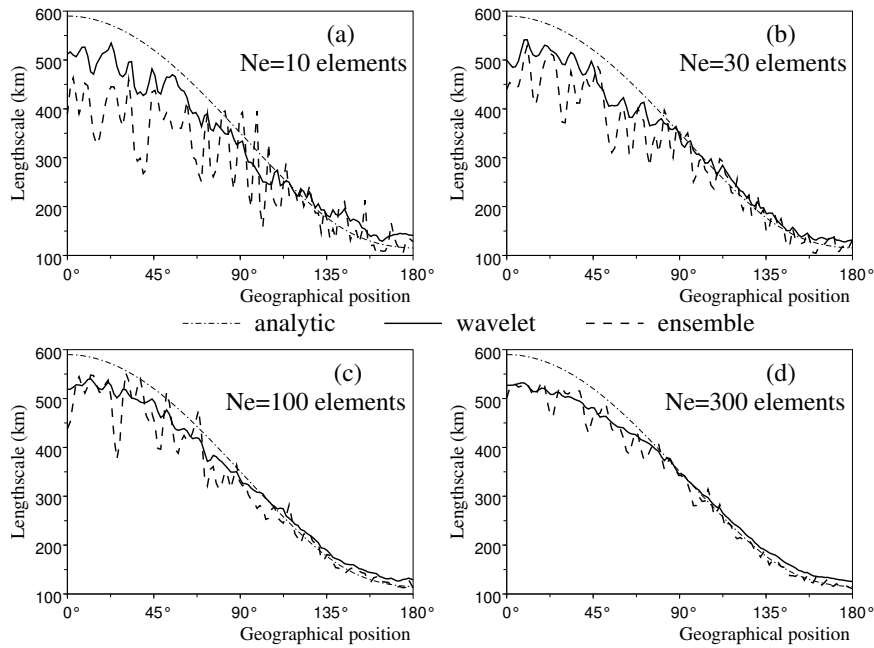 600
500
400
300
200
100
Lengthscale (km)
(a)
Ne=10 elements
0° 45° 90° 135° 180°
Geographical position
600
500
400
300
200
100
Lengthscale (km)
(b)
Ne=30 elements
0° 45° 90° 135° 180°
Geographical position
analytic wavelet ensemble
600
500
400
300
200
100
Lengthscale (km)
(c)
Ne=100 elements
0° 45° 90° 135° 180°
Geographical position
600
500
400
300
200
100
Lengthscale (km)
(d)
Ne=300 elements
0° 45° 90° 135° 180°
Geographical position